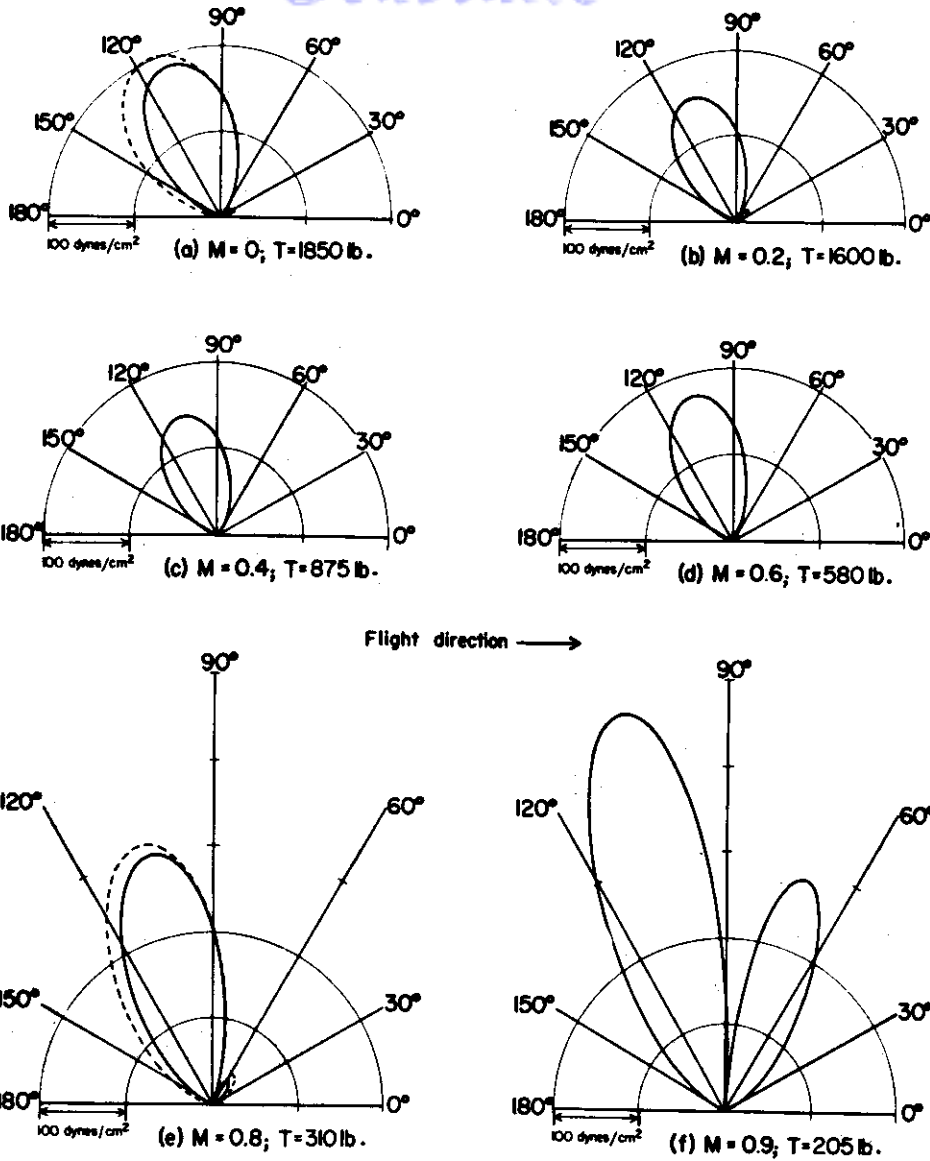 90°
120° 60°
150° 30°
180° 0°
100 dynes/cm²
(a) M = 0; T=1850 lb.
90°
120° 60°
150° 30°
180° 0°
100 dynes/cm²
(b) M = 0.2; T=1600 lb.
90°
120° 60°
150° 30°
180° 0°
100 dynes/cm²
(c) M = 0.4; T=875 lb.
90°
120° 60°
150° 30°
180° 0°
100 dynes/cm²
(d) M = 0.6; T=580 lb.
Flight direction
90°
120° 60°
150° 30°
180° 0°
100 dynes/cm²
(e) M = 0.8; T=310 lb.
90°
120° 60°
150° 30°
180° 0°
100 dynes/cm²
(f) M = 0.9; T=205 lb.